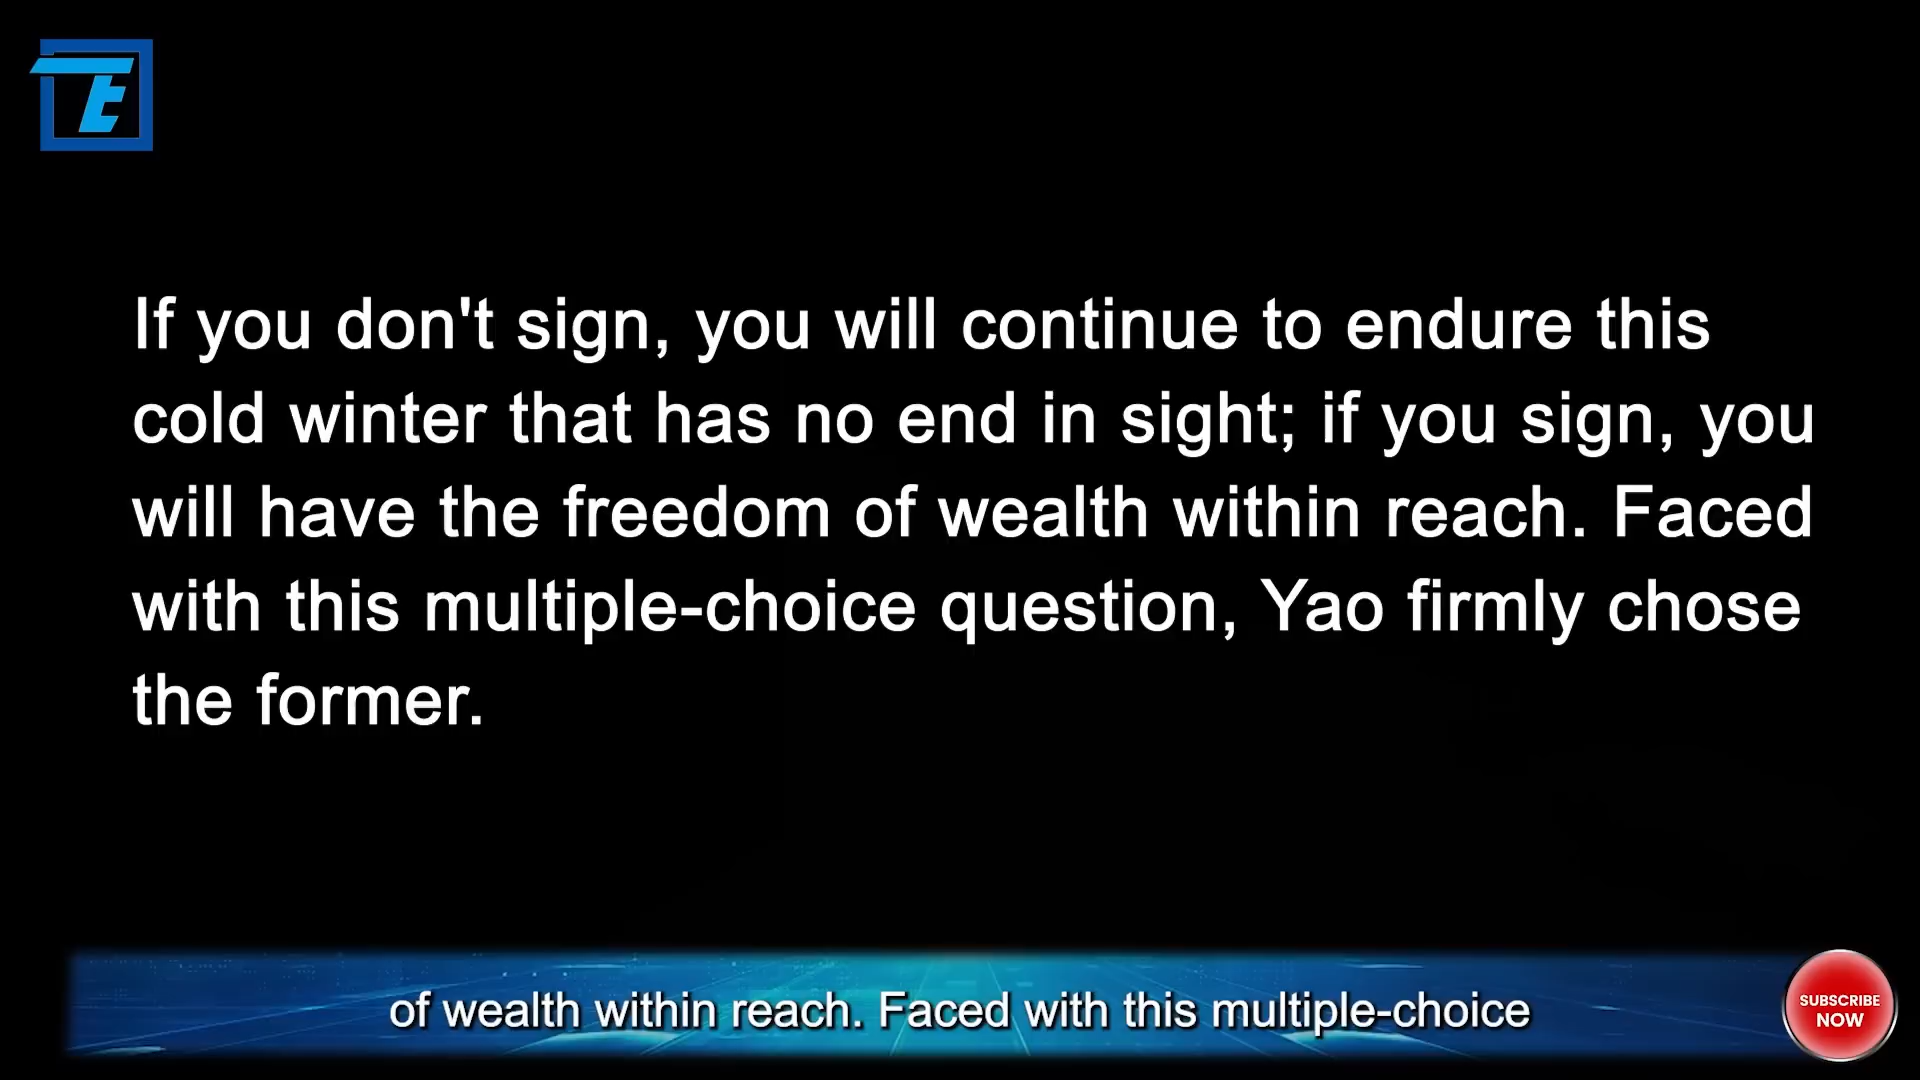 TE
If you don't sign, you will continue to endure this
cold winter that has no end in sight; if you sign, you
will have the freedom of wealth within reach. Faced
with this multiple-choice question, Yao firmly chose
the former.
of wealth within reach. Faced with this multiple-choice
SUBSCRIBE
NOW